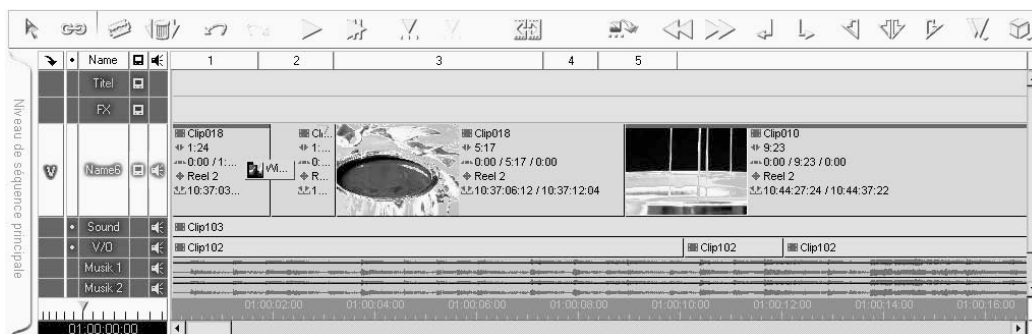 Name 1 2 3 4 5
Titel
FX
Clip018
1:24
0:00 / 1:...
Reel 2
10:37:03...
Wi...
1:...
0:...
R...
1...
Clip018
5:17
0:00 / 5:17 / 0:00
Reel 2
10:37:06:12 / 10:37:12:04
Clip010
9:23
0:00 / 9:23 / 0:00
Reel 2
10:44:27:24 / 10:44:37:22
V
Name6
Sound Clip103
V/O Clip102 Clip102 Clip102
Musik 1
Musik 2
01:00:02:00 01:00:04:00 01:00:06:00 01:00:08:00 01:00:10:00 01:00:12:00 01:00:14:00 01:00:16:00
01:00:00:00
Niveau de séquence principale